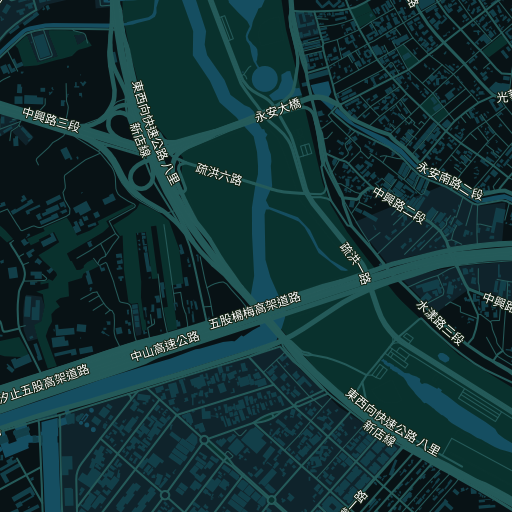 永安大橋
光
中興路三段
東西向快速公路 八里
新店線
疏洪六路
永安南路二段
中興路二段
疏洪一路
五股楊梅高架道路
中山高速公路
汐止五股高架道路
水漾路三段
中興路
東西向快速公路 八里
新店線
一路